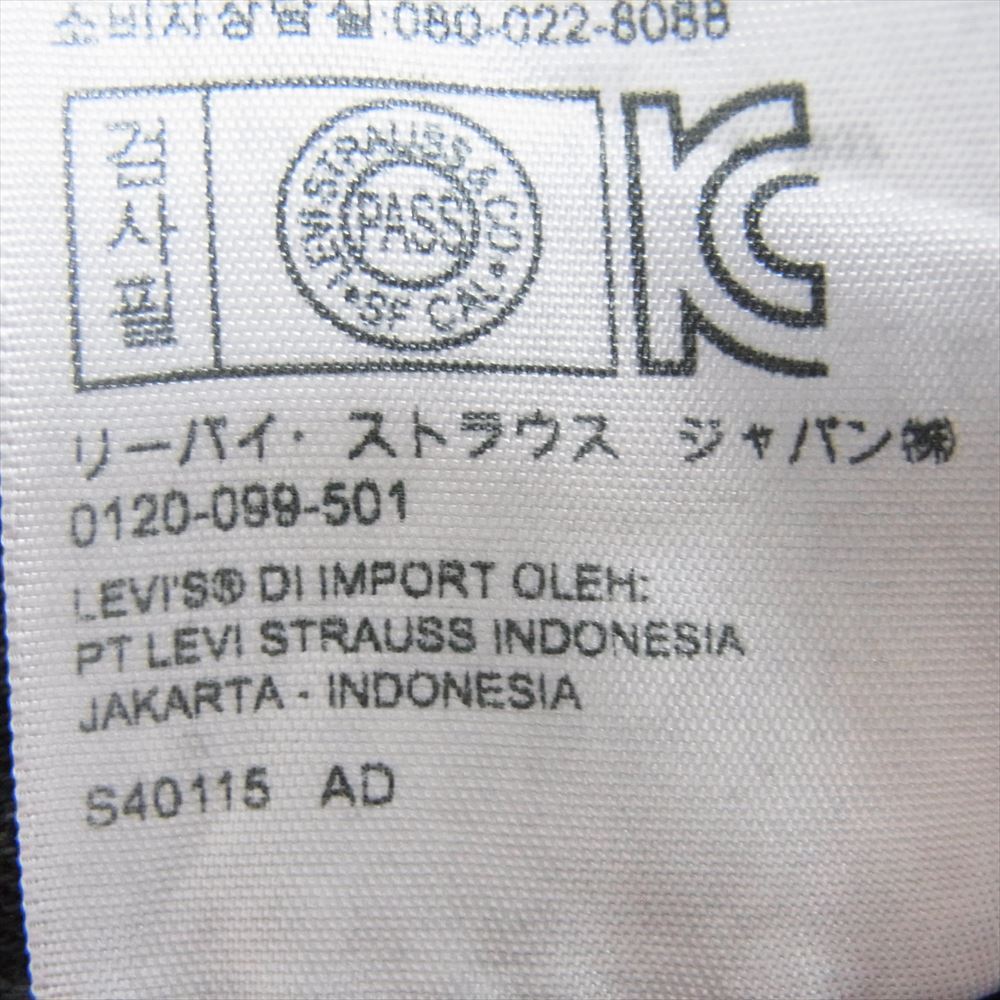 소비자상담실:080-022-8088
검사필
LEVI STRAUSS & CO
PASS
SF CAL
リーバイ・ストラウス ジャパン㈱
0120-099-501
LEVI'S® DI IMPORT OLEH:
PT LEVI STRAUSS INDONESIA
JAKARTA - INDONESIA
S40115 AD